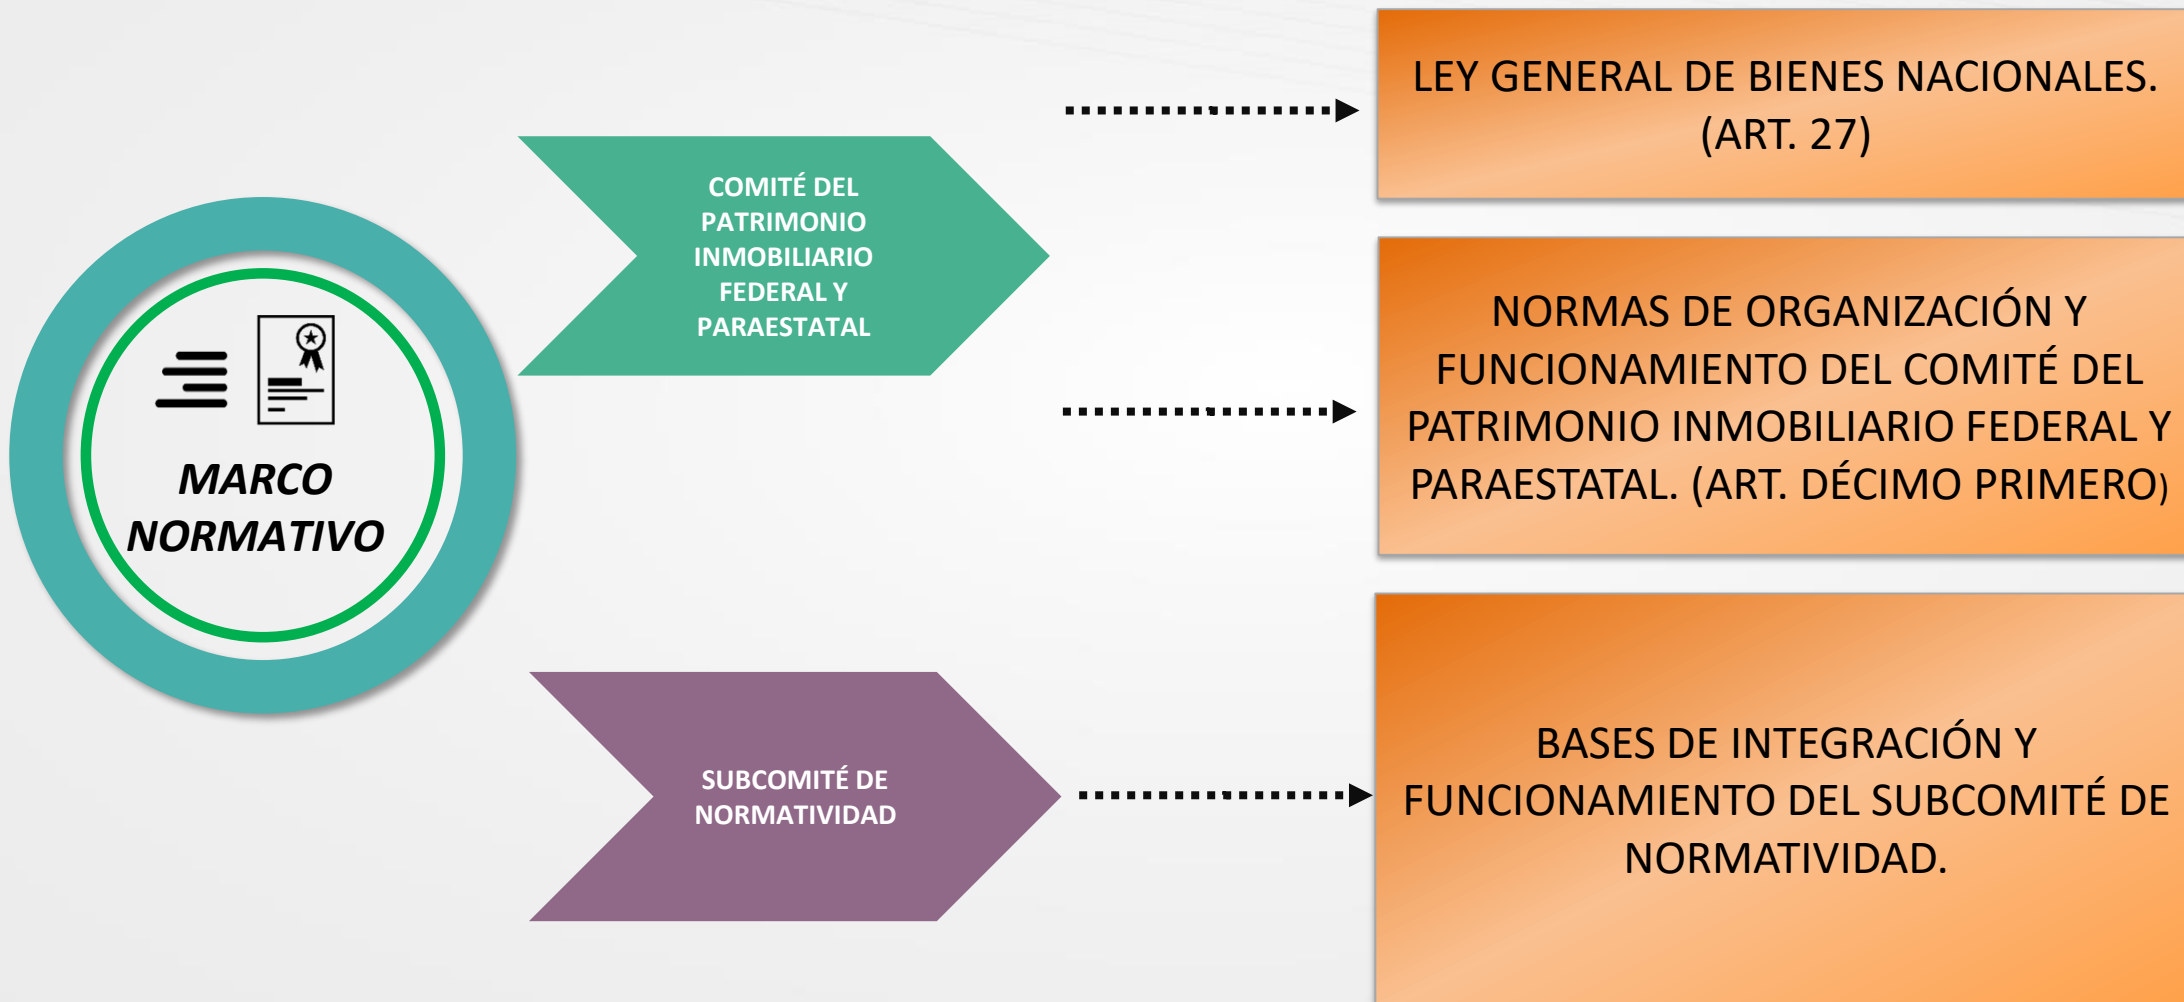 MARCO
NORMATIVO
COMITÉ DEL
PATRIMONIO
INMOBILIARIO
FEDERAL Y
PARAESTATAL
LEY GENERAL DE BIENES NACIONALES.
(ART. 27)
NORMAS DE ORGANIZACIÓN Y
FUNCIONAMIENTO DEL COMITÉ DEL
PATRIMONIO INMOBILIARIO FEDERAL Y
PARAESTATAL. (ART. DÉCIMO PRIMERO)
SUBCOMITÉ DE
NORMATIVIDAD
BASES DE INTEGRACIÓN Y
FUNCIONAMIENTO DEL SUBCOMITÉ DE
NORMATIVIDAD.